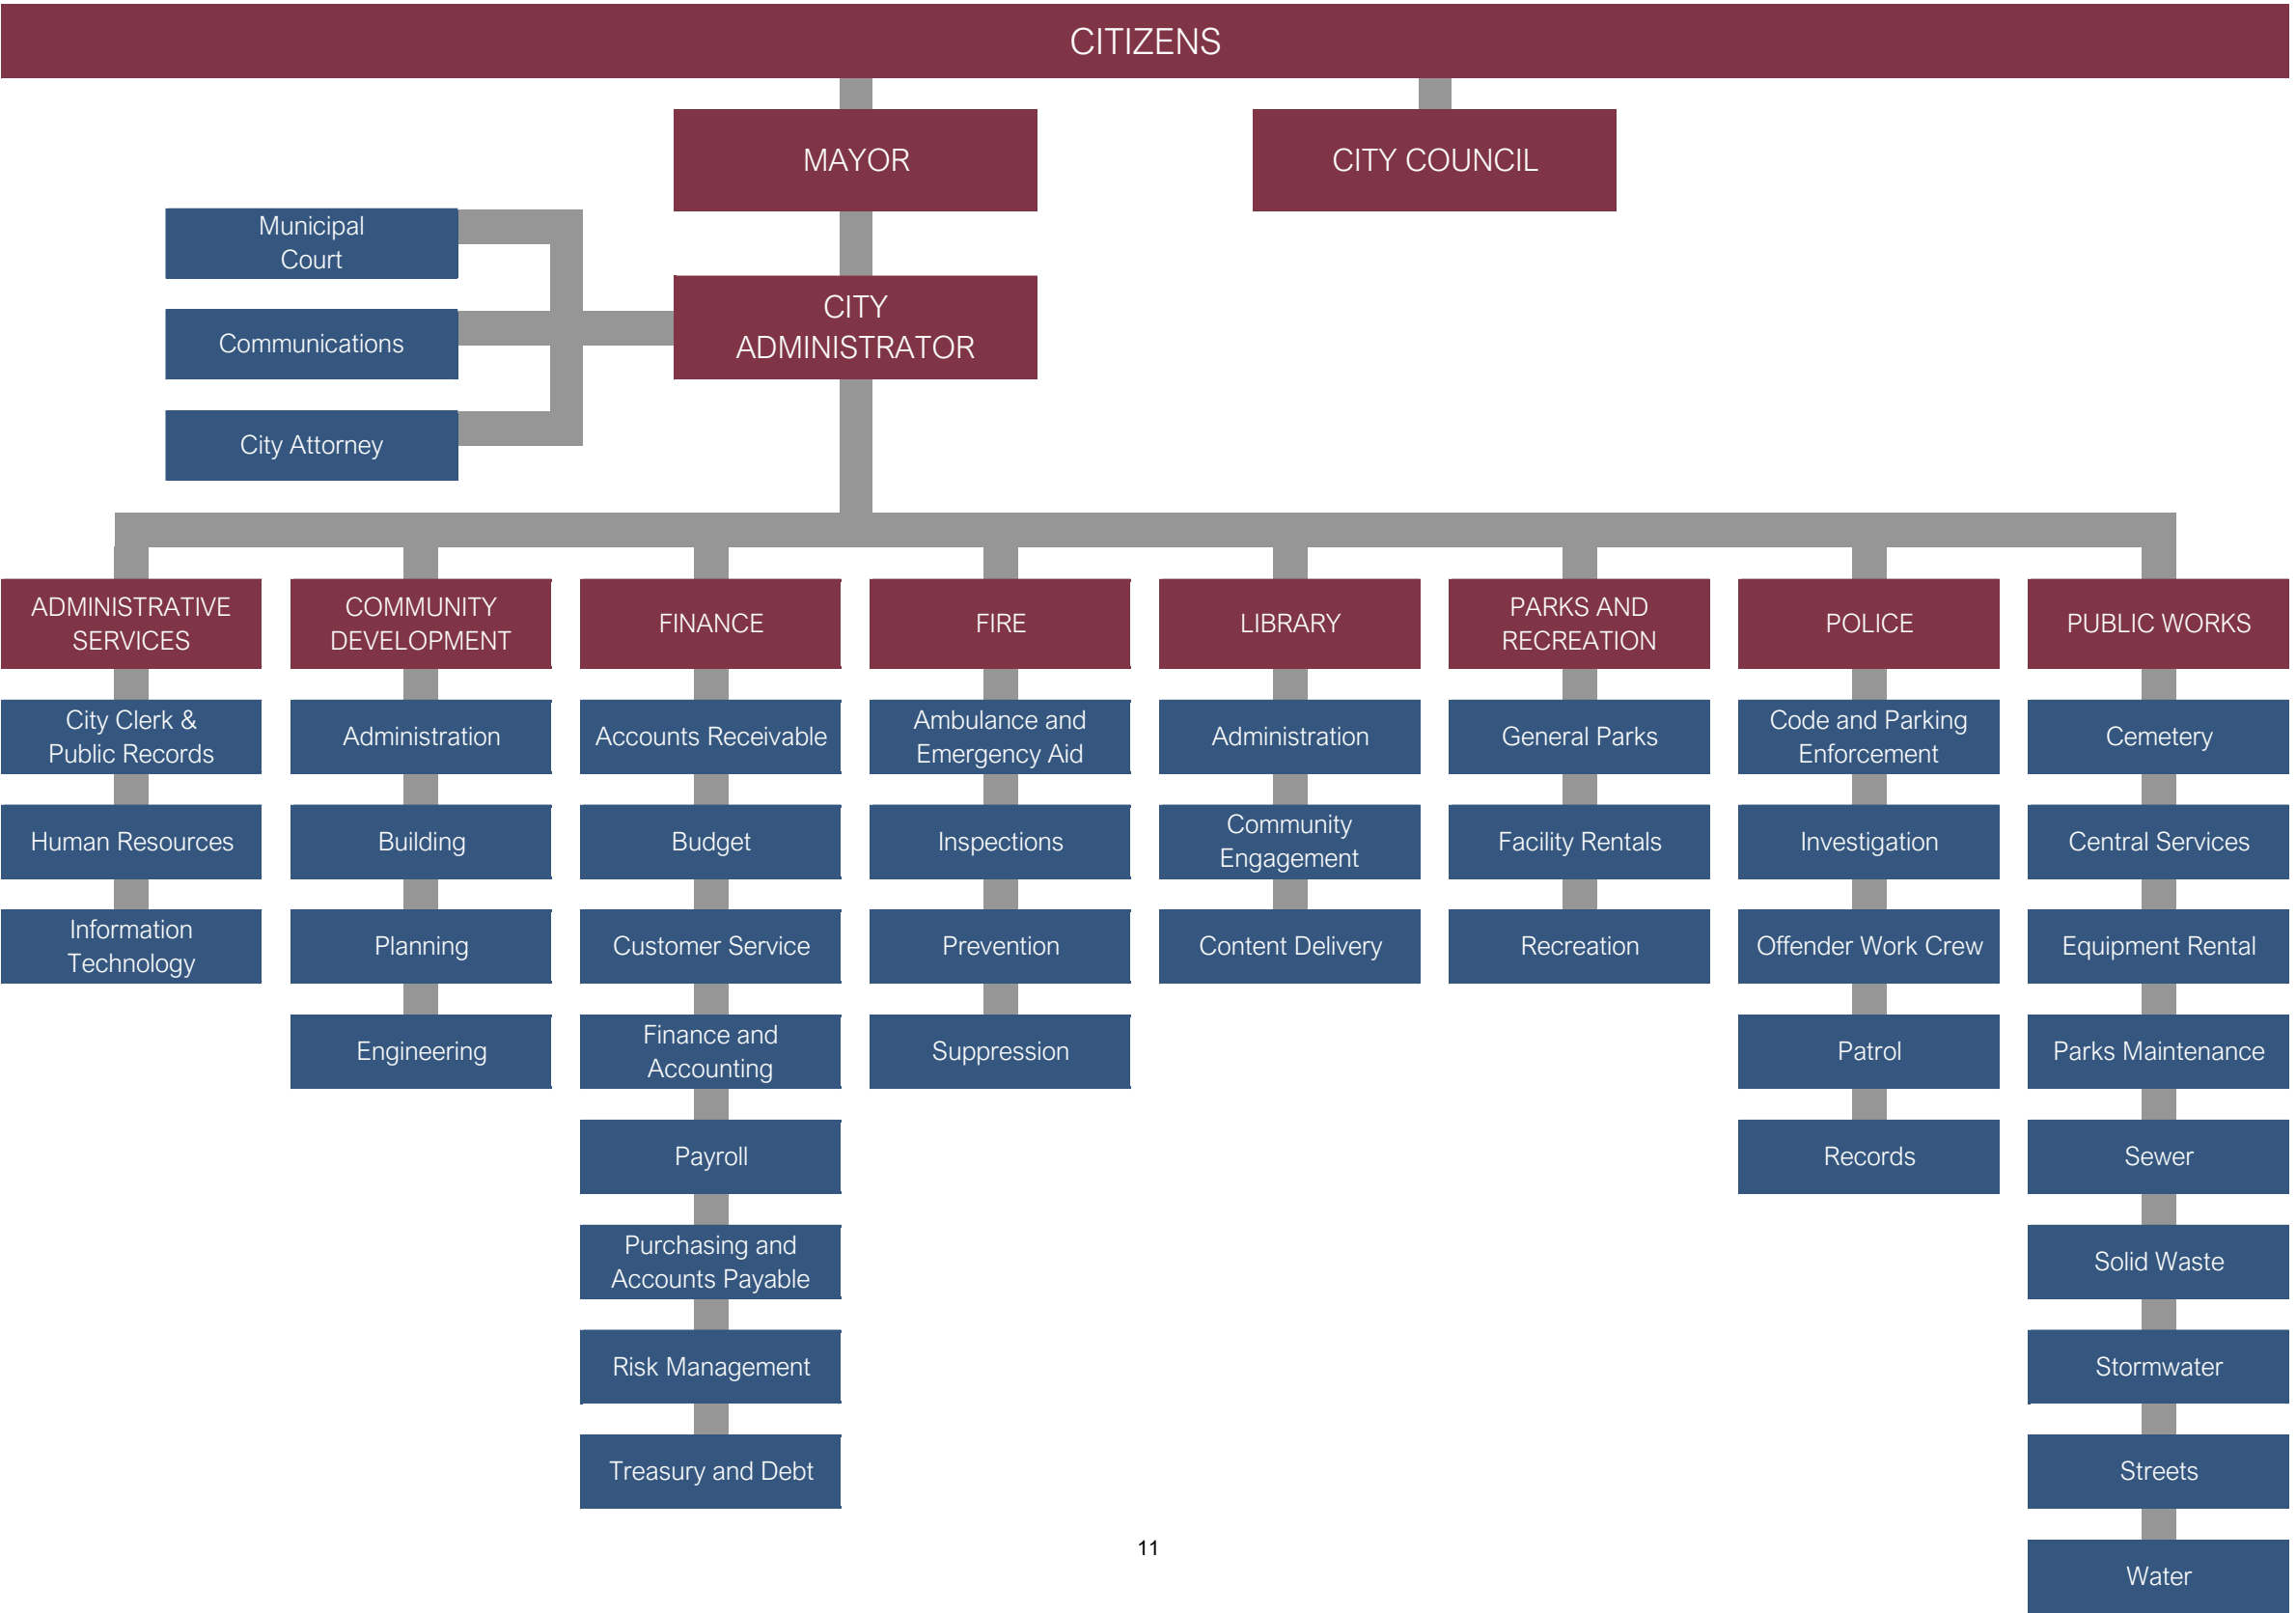 CITIZENS
MAYOR
CITY COUNCIL
Municipal
Court
Communications
City Attorney
CITY
ADMINISTRATOR
ADMINISTRATIVE
SERVICES
City Clerk &
Public Records
Human Resources
Information
Technology
COMMUNITY
DEVELOPMENT
Administration
Building
Planning
Engineering
FINANCE
Accounts Receivable
Budget
Customer Service
Finance and
Accounting
Payroll
Purchasing and
Accounts Payable
Risk Management
Treasury and Debt
FIRE
Ambulance and
Emergency Aid
Inspections
Prevention
Suppression
LIBRARY
Administration
Community
Engagement
Content Delivery
PARKS AND
RECREATION
General Parks
Facility Rentals
Recreation
POLICE
Code and Parking
Enforcement
Investigation
Offender Work Crew
Patrol
Records
PUBLIC WORKS
Cemetery
Central Services
Equipment Rental
Parks Maintenance
Sewer
Solid Waste
Stormwater
Streets
Water
11